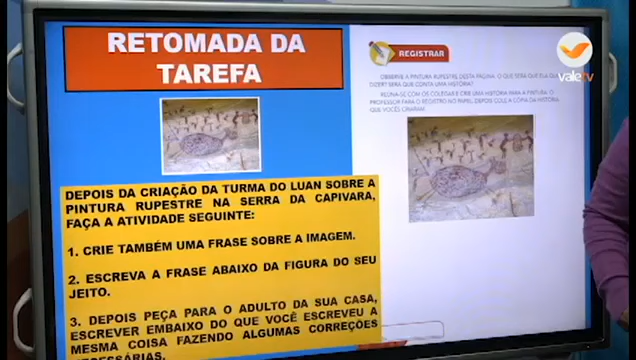 RETOMADA DA
TAREFA
DEPOIS DA CRIAÇÃO DA TURMA DO LUAN SOBRE A
PINTURA RUPESTRE NA SERRA DA CAPIVARA,
FAÇA A ATIVIDADE SEGUINTE:
1. CRIE TAMBÉM UMA FRASE SOBRE A IMAGEM.
2. ESCREVA A FRASE ABAIXO DA FIGURA DO SEU
JEITO.
3. DEPOIS PEÇA PARA O ADULTO DA SUA CASA,
ESCREVER EMBAIXO DO QUE VOCÊ ESCREVEU A
MESMA COISA FAZENDO ALGUMAS CORREÇÕES
NECESSÁRIAS.
REGISTRAR
OBSERVE A PINTURA RUPESTRE DESTA PÁGINA. O QUE SERÁ QUE ELA QUER
DIZER? SERÁ QUE CONTA UMA HISTÓRIA?
REÚNA-SE COM OS COLEGAS E CRIE UMA HISTÓRIA PARA A PINTURA. O
PROFESSOR FARÁ O REGISTRO NO PAPEL. DEPOIS COLE A CÓPIA DA HISTÓRIA
QUE VOCÊS CRIARAM.
valetv